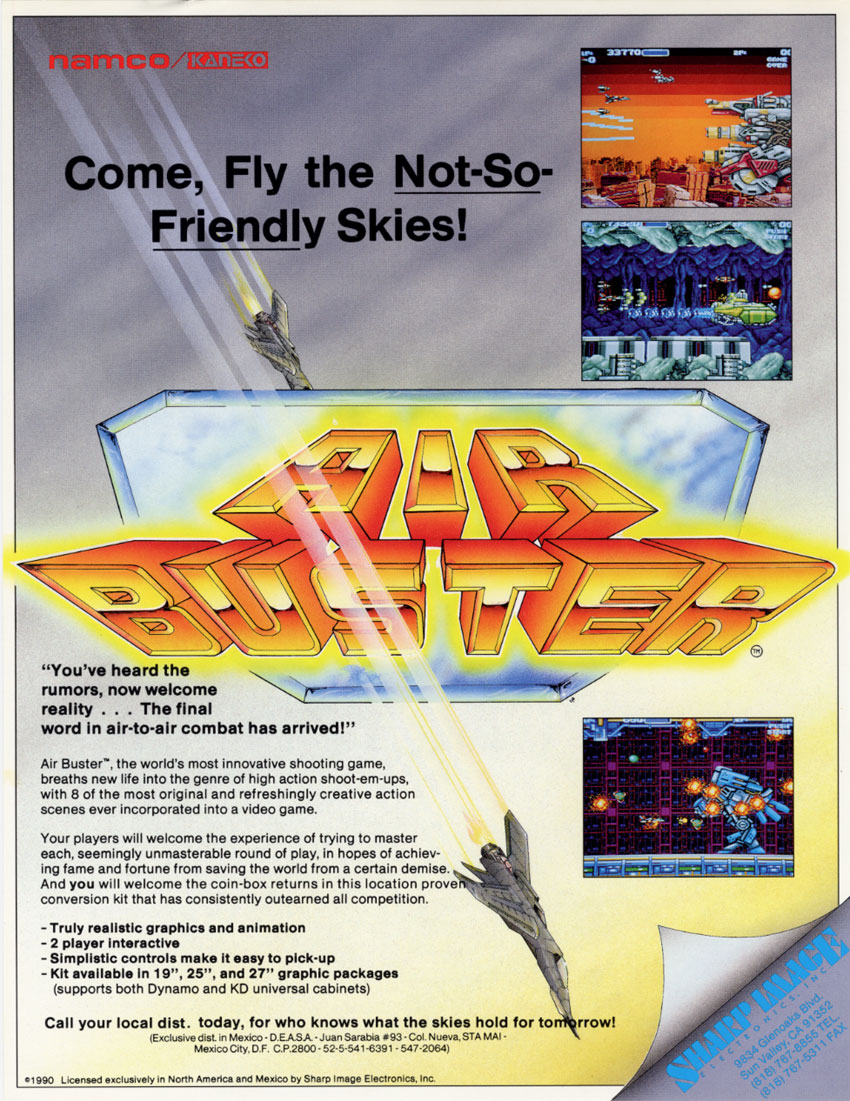 namco/KANEKO
Come, Fly the Not-So-
Friendly Skies!
33770
GAME
OVER
AIR
BUSTER
TM
"You've heard the
rumors, now welcome
reality . . . The final
word in air-to-air combat has arrived!"
Air Buster™, the world's most innovative shooting game,
breaths new life into the genre of high action shoot-em-ups,
with 8 of the most original and refreshingly creative action
scenes ever incorporated into a video game.
Your players will welcome the experience of trying to master
each, seemingly unmasterable round of play, in hopes of achiev-
ing fame and fortune from saving the world from a certain demise.
And you will welcome the coin-box returns in this location proven
conversion kit that has consistently outearned all competition.
- Truly realistic graphics and animation
- 2 player interactive
- Simplistic controls make it easy to pick-up
- Kit available in 19", 25", and 27" graphic packages
(supports both Dynamo and KD universal cabinets)
Call your local dist. today, for who knows what the skies hold for tomorrow!
(Exclusive dist. in Mexico - D.E.A.S.A. - Juan Sarabia #93 - Col. Nueva, STA MAI -
Mexico City, D.F. C.P.2800 - 52-5-541-6391 - 547-2064)
©1990 Licensed exclusively in North America and Mexico by Sharp Image Electronics, Inc.
SHARP IMAGE
ELECTRONICS, INC.
9834 Glenoaks Blvd.
Sun Valley, CA 91352
(818) 767-8855 TEL
(818) 767-5311 FAX